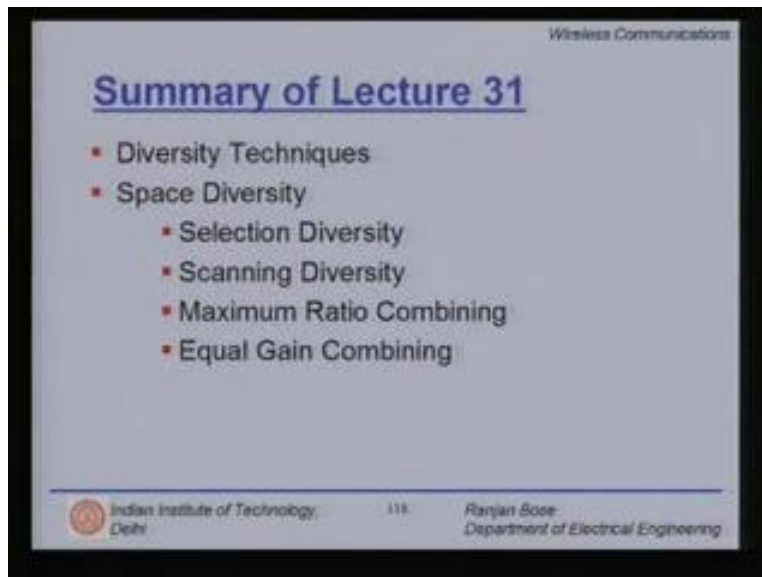 Wireless Communications
Summary of Lecture 31
▪ Diversity Techniques
▪ Space Diversity
▪ Selection Diversity
▪ Scanning Diversity
▪ Maximum Ratio Combining
▪ Equal Gain Combining
Indian Institute of Technology,
Delhi
Ranjan Bose
Department of Electrical Engineering